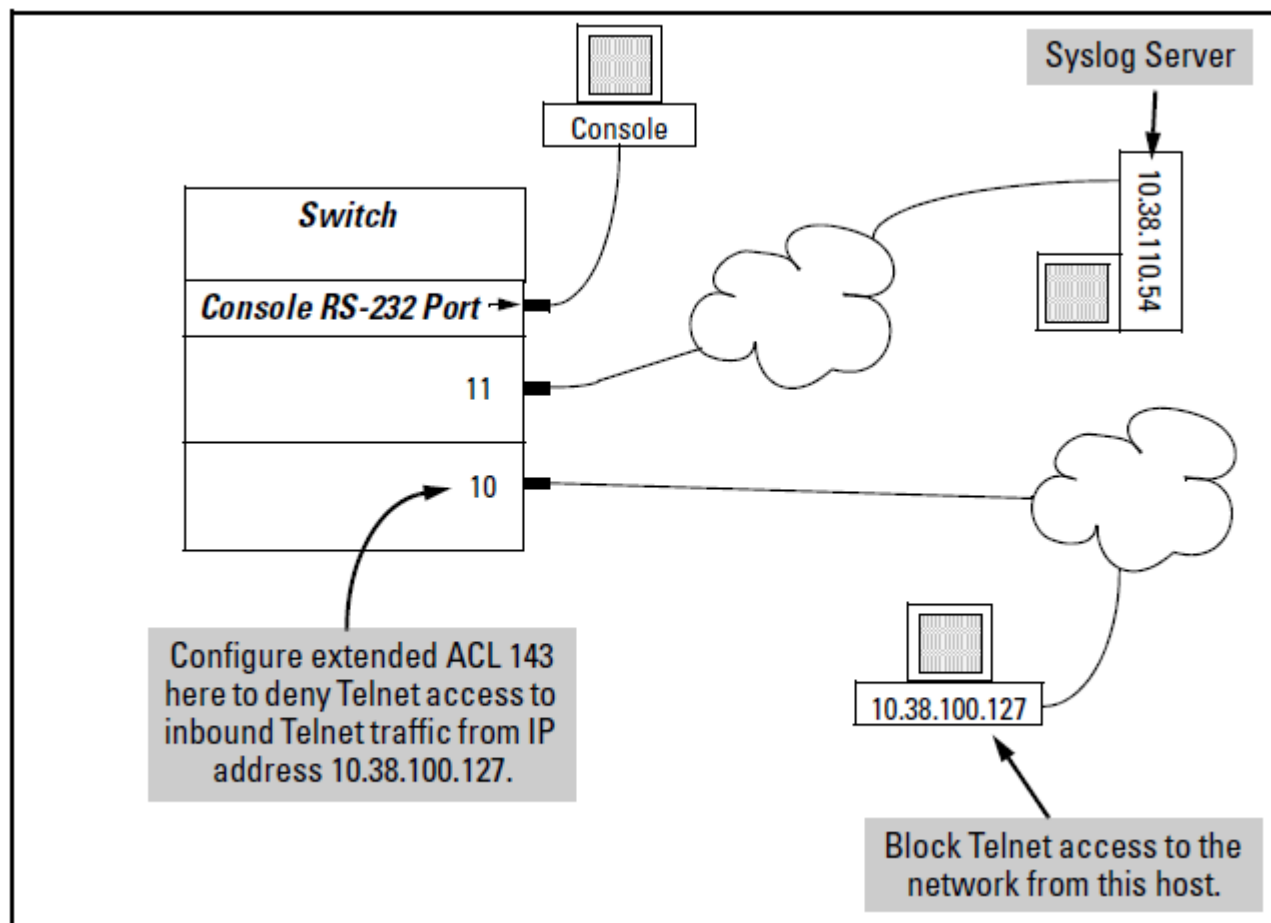 Console
Syslog Server
10.38.110.54
Switch
Console RS-232 Port
11
10
Configure extended ACL 143
here to deny Telnet access to
inbound Telnet traffic from IP
address 10.38.100.127.
10.38.100.127
Block Telnet access to the
network from this host.